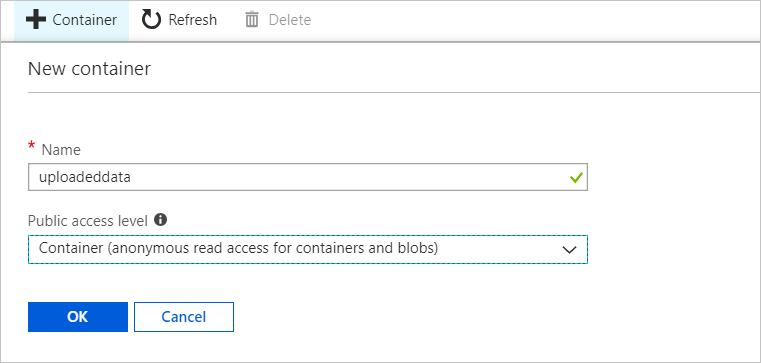 Container Refresh Delete
New container
* Name
uploadeddata
Public access level
Container (anonymous read access for containers and blobs)
OK Cancel